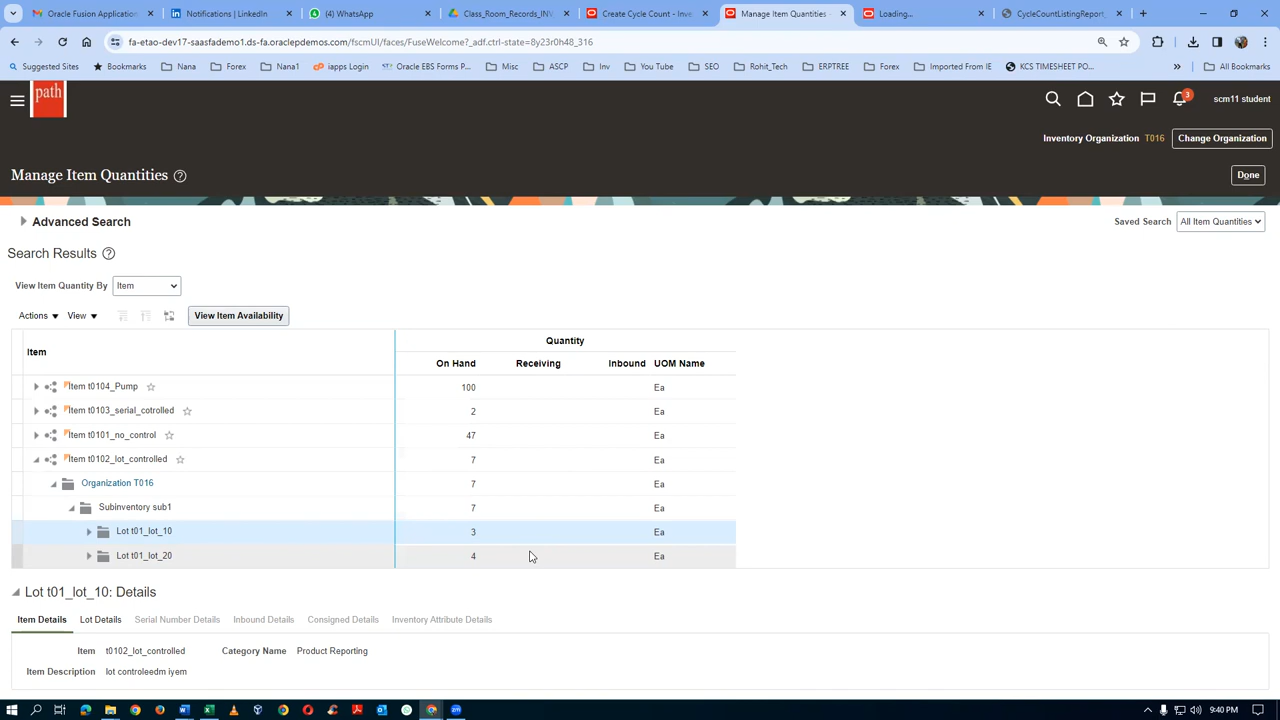 Oracle Fusion Application
Notifications | LinkedIn
(4) WhatsApp
Class_Room_Records_INV
Create Cycle Count - Inve
Manage Item Quantities -
Loading...
CycleCountListingReport_
fa-etao-dev17-saasfademo1.ds-fa.oraclepdemos.com/fscmUI/faces/FuseWelcome?_adf.ctrl-state=8y23r0h48_316
Suggested Sites
Bookmarks
Nana
Forex
Nana1
iapps Login
Oracle EBS Forms P...
Misc
ASCP
Inv
You Tube
SEO
Rohit_Tech
ERPTREE
Forex
Imported From IE
KCS TIMESHEET PO...
»
All Bookmarks
path
3
scm11 student
Inventory Organization T016 Change Organization
Manage Item Quantities
Done
Advanced Search
Saved Search All Item Quantities
Search Results
View Item Quantity By Item
Actions View View Item Availability
Item
Quantity
On Hand Receiving Inbound UOM Name
Item t0104_Pump 100 Ea
Item t0103_serial_cotrolled 2 Ea
Item t0101_no_control 47 Ea
Item t0102_lot_controlled 7 Ea
Organization T016 7 Ea
Subinventory sub1 7 Ea
Lot t01_lot_10 3 Ea
Lot t01_lot_20 4 Ea
Lot t01_lot_10: Details
Item Details Lot Details Serial Number Details Inbound Details Consigned Details Inventory Attribute Details
Item t0102_lot_controlled Category Name Product Reporting
Item Description lot controleedm iyem
9:40 PM